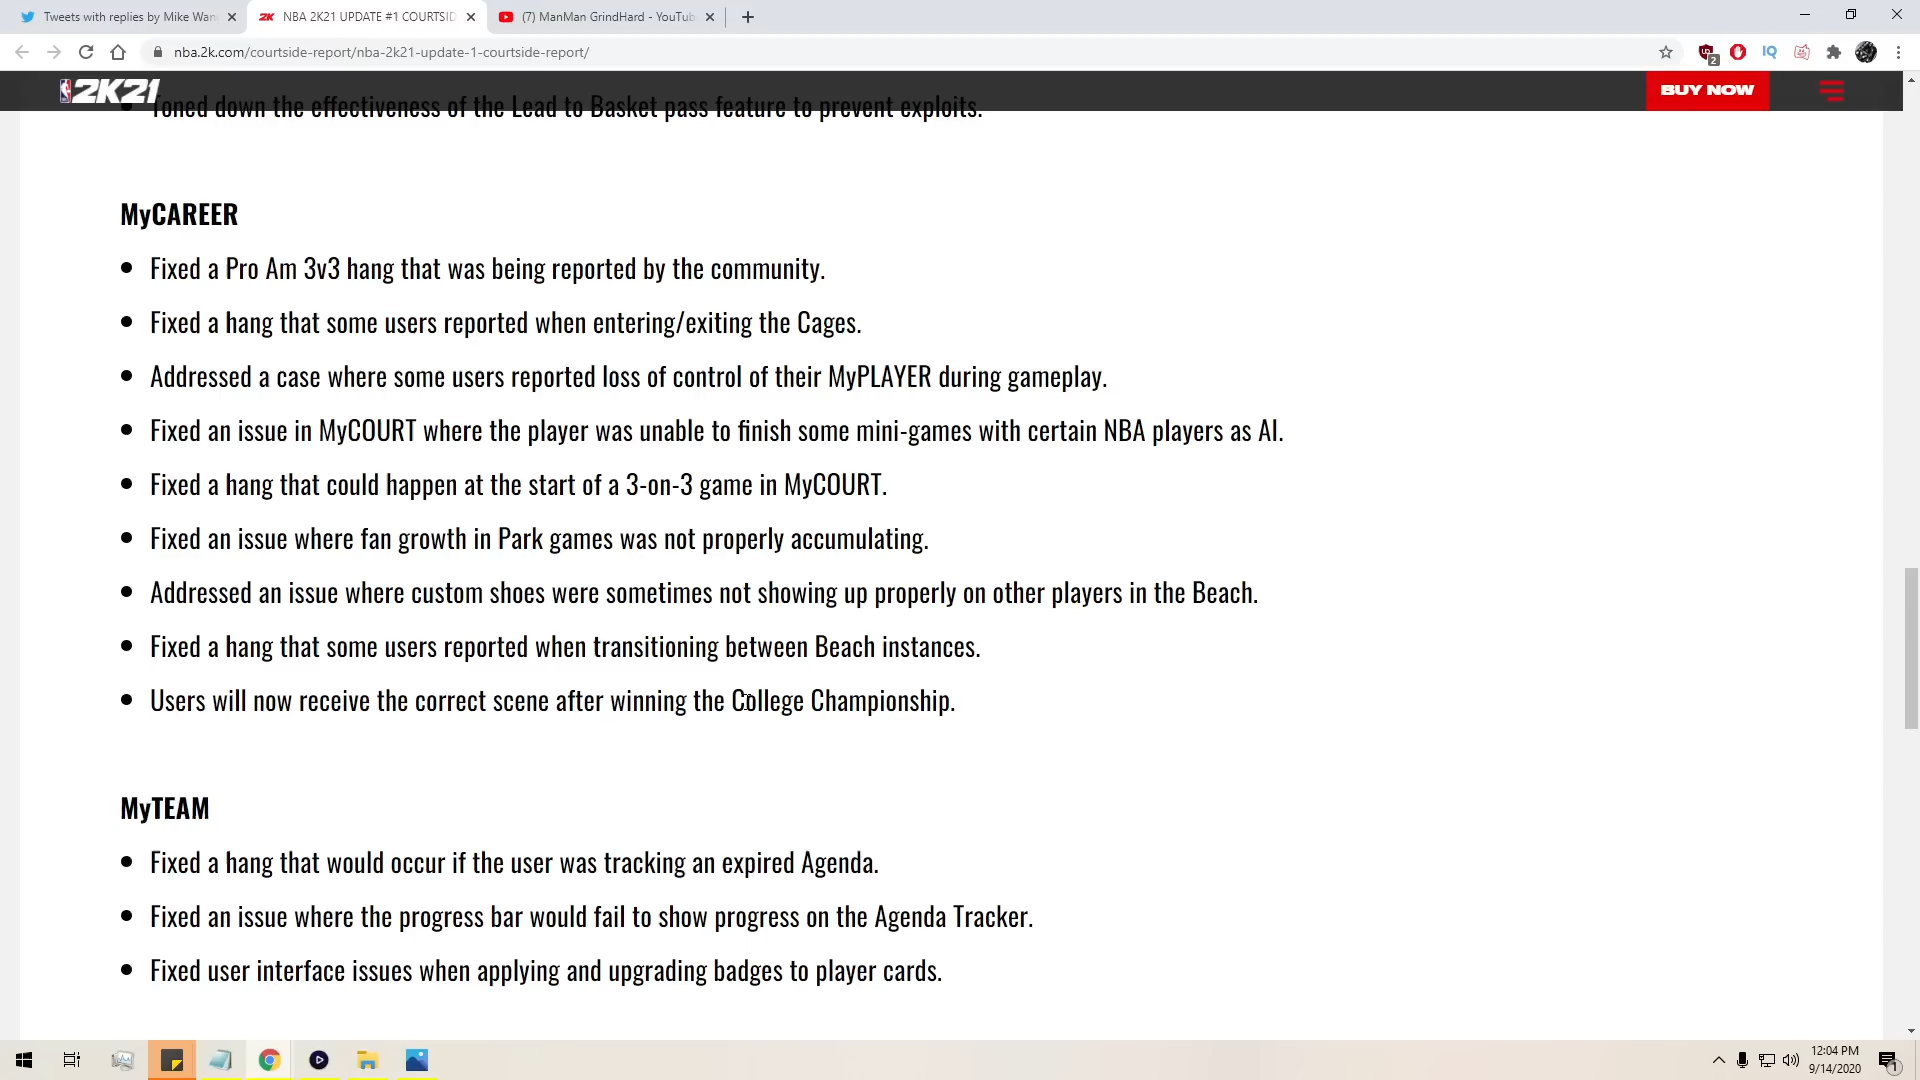 Tweets with replies by Mike Wan
NBA 2K21 UPDATE #1 COURTSID
(7) ManMan GrindHard - YouTub
nba.2k.com/courtside-report/nba-2k21-update-1-courtside-report/
2
2K21
BUY NOW
Toned down the effectiveness of the Lead to Basket pass feature to prevent exploits.
MyCAREER
Fixed a Pro Am 3v3 hang that was being reported by the community.
Fixed a hang that some users reported when entering/exiting the Cages.
Addressed a case where some users reported loss of control of their MyPLAYER during gameplay.
Fixed an issue in MyCOURT where the player was unable to finish some mini-games with certain NBA players as AI.
Fixed a hang that could happen at the start of a 3-on-3 game in MyCOURT.
Fixed an issue where fan growth in Park games was not properly accumulating.
Addressed an issue where custom shoes were sometimes not showing up properly on other players in the Beach.
Fixed a hang that some users reported when transitioning between Beach instances.
Users will now receive the correct scene after winning the College Championship.
MyTEAM
Fixed a hang that would occur if the user was tracking an expired Agenda.
Fixed an issue where the progress bar would fail to show progress on the Agenda Tracker.
Fixed user interface issues when applying and upgrading badges to player cards.
12:04 PM
9/14/2020
1